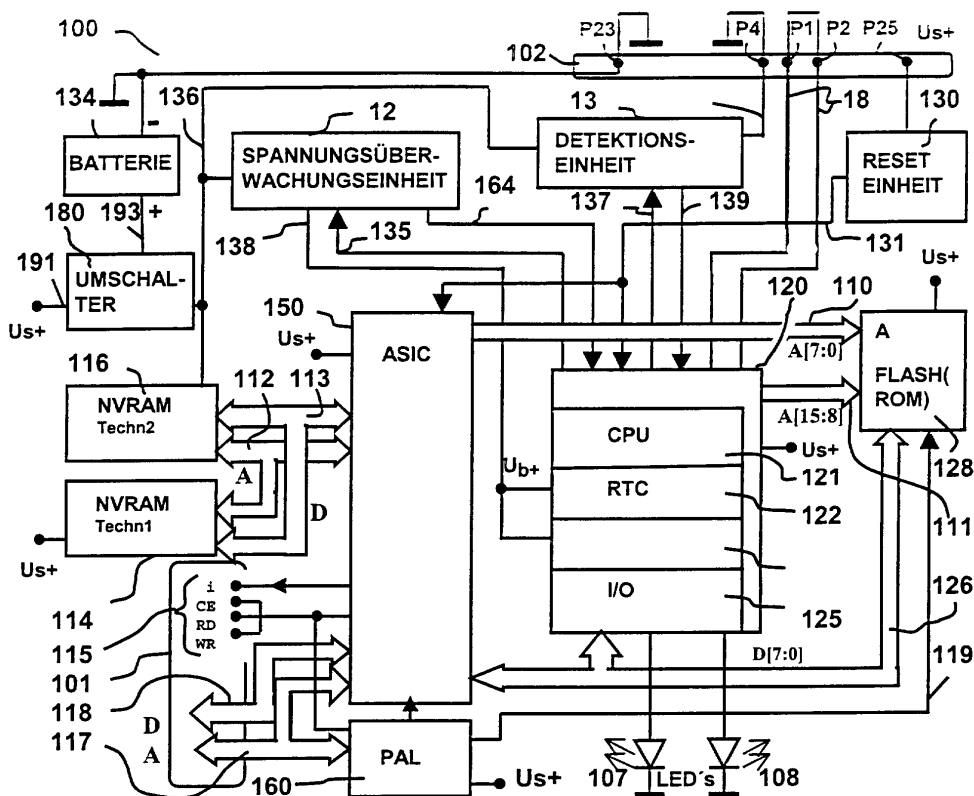 100
P23
P4
P1
P2
P25
Us+
102
134
136
12
13
18
130
BATTERIE
-
SPANNUNGSÜBER-
WACHUNGSEINHEIT
DETEKTIONS-
EINHEIT
RESET
EINHEIT
180
193
+
164
138
135
137
139
131
191
UMSCHAL-
TER
Us+
Us+
150
120
110
ASIC
Us+
A[7:0]
A
FLASH(
ROM)
116
112
113
NVRAM
Techn2
A[15:8]
CPU
Us+
A
Ub+
121
128
NVRAM
Techn1
D
RTC
122
111
Us+
126
114
i
CE
RD
WR
I/O
125
115
101
D[7:0]
119
118
D
A
117
PAL
160
Us+
107
LED´s
108